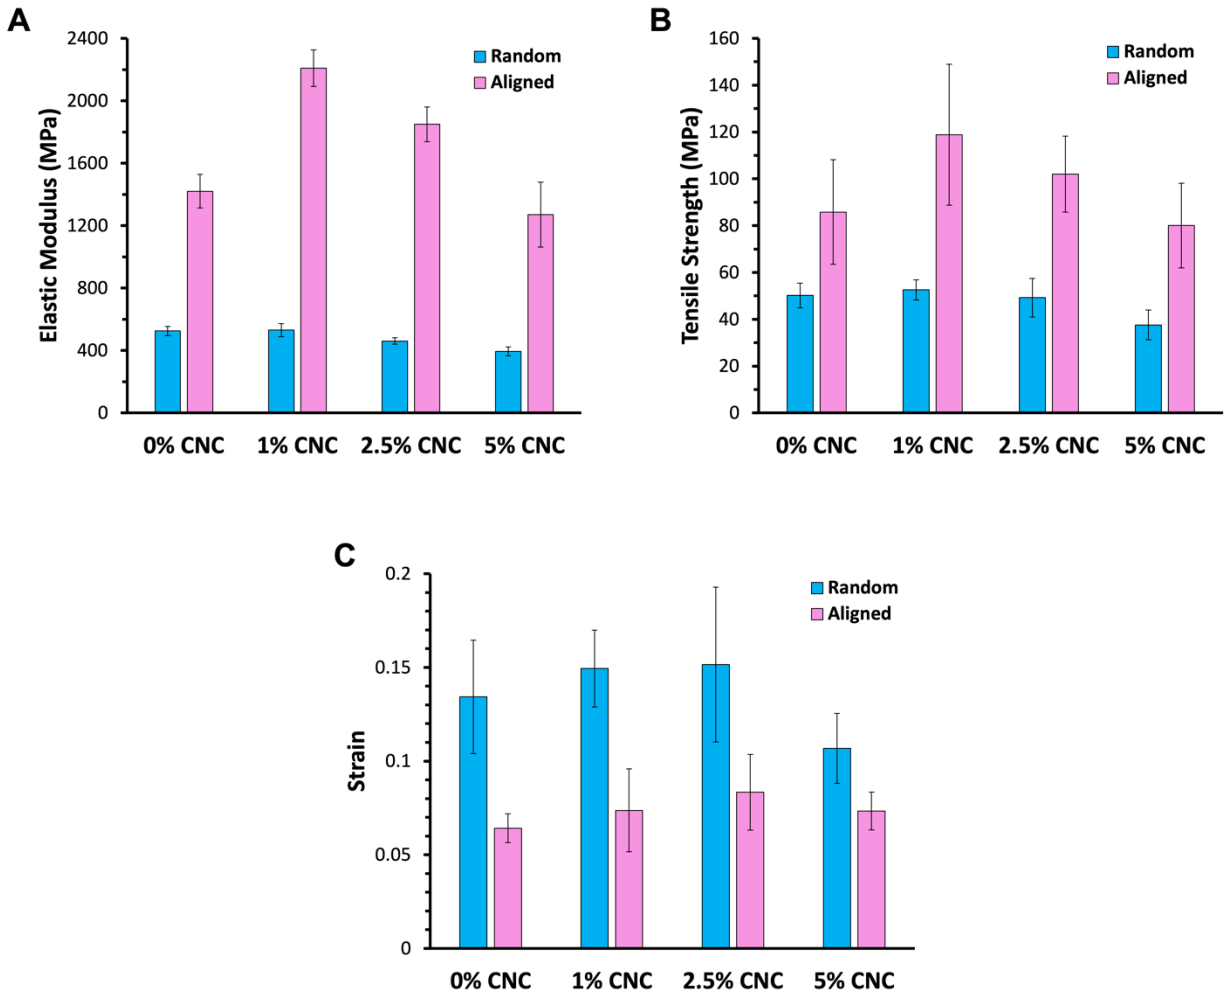 A
Elastic Modulus (MPa)
2400
2000
1600
1200
800
400
0
Random
Aligned
0% CNC 1% CNC 2.5% CNC 5% CNC
B
Tensile Strength (MPa)
160
140
120
100
80
60
40
20
0
Random
Aligned
0% CNC 1% CNC 2.5% CNC 5% CNC
C
Strain
0.2
0.15
0.1
0.05
0
Random
Aligned
0% CNC 1% CNC 2.5% CNC 5% CNC